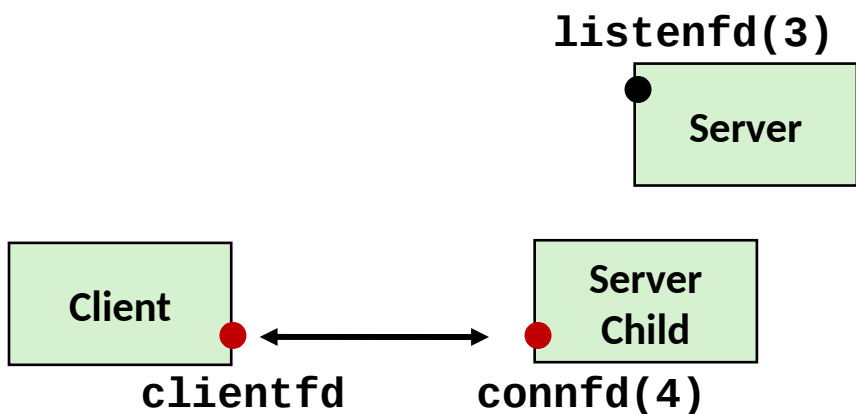 listenfd(3)
Server
Client
Server
Child
clientfd
connfd(4)